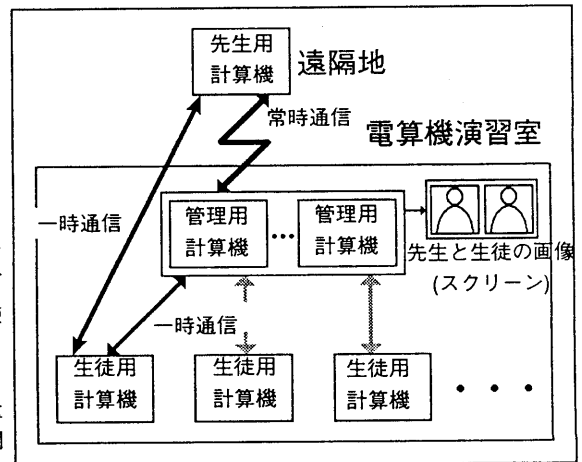 先生用
計算機
遠隔地
常時通信
電算機演習室
一時通信
管理用
計算機
・・・
管理用
計算機
先生と生徒の画像
(スクリーン)
一時通信
生徒用
計算機
生徒用
計算機
生徒用
計算機
・・・